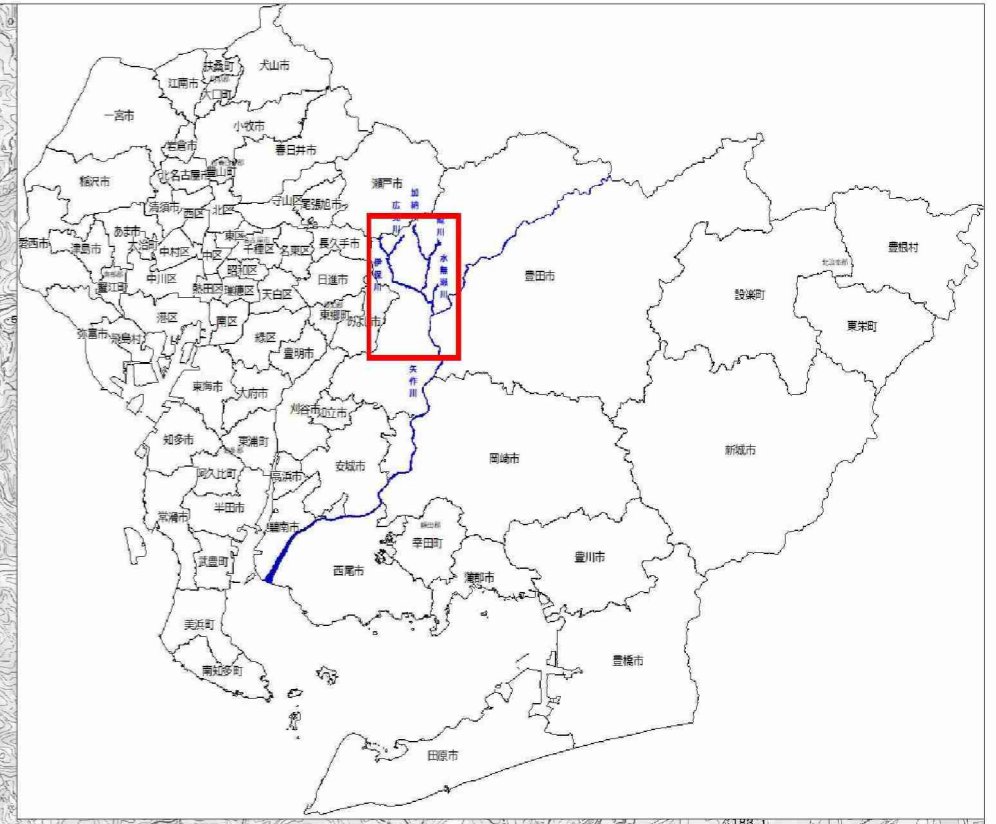 犬山市
扶桑町
江南市
大口町
一宮市
小牧市
岩倉市
春日井市
北名古屋市
豊山町
稲沢市
瀬戸市
守山区
尾張旭市
清須市
西区
北区
加納
広見川
愛西市
津島市
あま市
大治町
中村区
中区
東区
千種区
名東区
長久手市
籠川
水無瀬川
伊保川
蟹江町
中川区
熱田区
昭和区
瑞穂区
天白区
日進市
東郷町
みよし市
豊田市
設楽町
豊根村
東栄町
弥富市
飛島村
港区
南区
緑区
豊明市
矢作川
東海市
大府市
刈谷市
知立市
知多市
東浦町
安城市
岡崎市
新城市
阿久比町
高浜市
常滑市
半田市
碧南市
幸田町
武豊町
西尾市
蒲郡市
豊川市
美浜町
南知多町
豊橋市
田原市